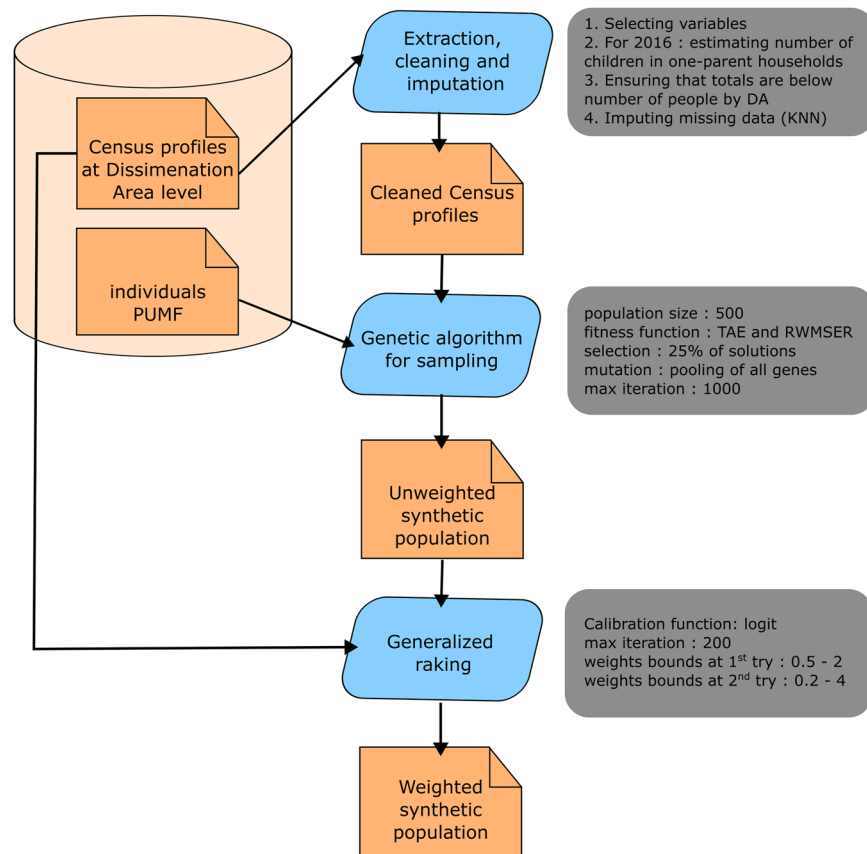 Extraction,
cleaning and
imputation
1. Selecting variables
2. For 2016 : estimating number of
children in one-parent households
3. Ensuring that totals are below
number of people by DA
4. Imputing missing data (KNN)
Census profiles
at Dissimenation
Area level
Cleaned Census
profiles
individuals
PUMF
Genetic algorithm
for sampling
population size : 500
fitness function : TAE and RWMSER
selection : 25% of solutions
mutation : pooling of all genes
max iteration : 1000
Unweighted
synthetic
population
Generalized
raking
Calibration function: logit
max iteration : 200
weights bounds at 1st try : 0.5 - 2
weights bounds at 2nd try : 0.2 - 4
Weighted
synthetic
population